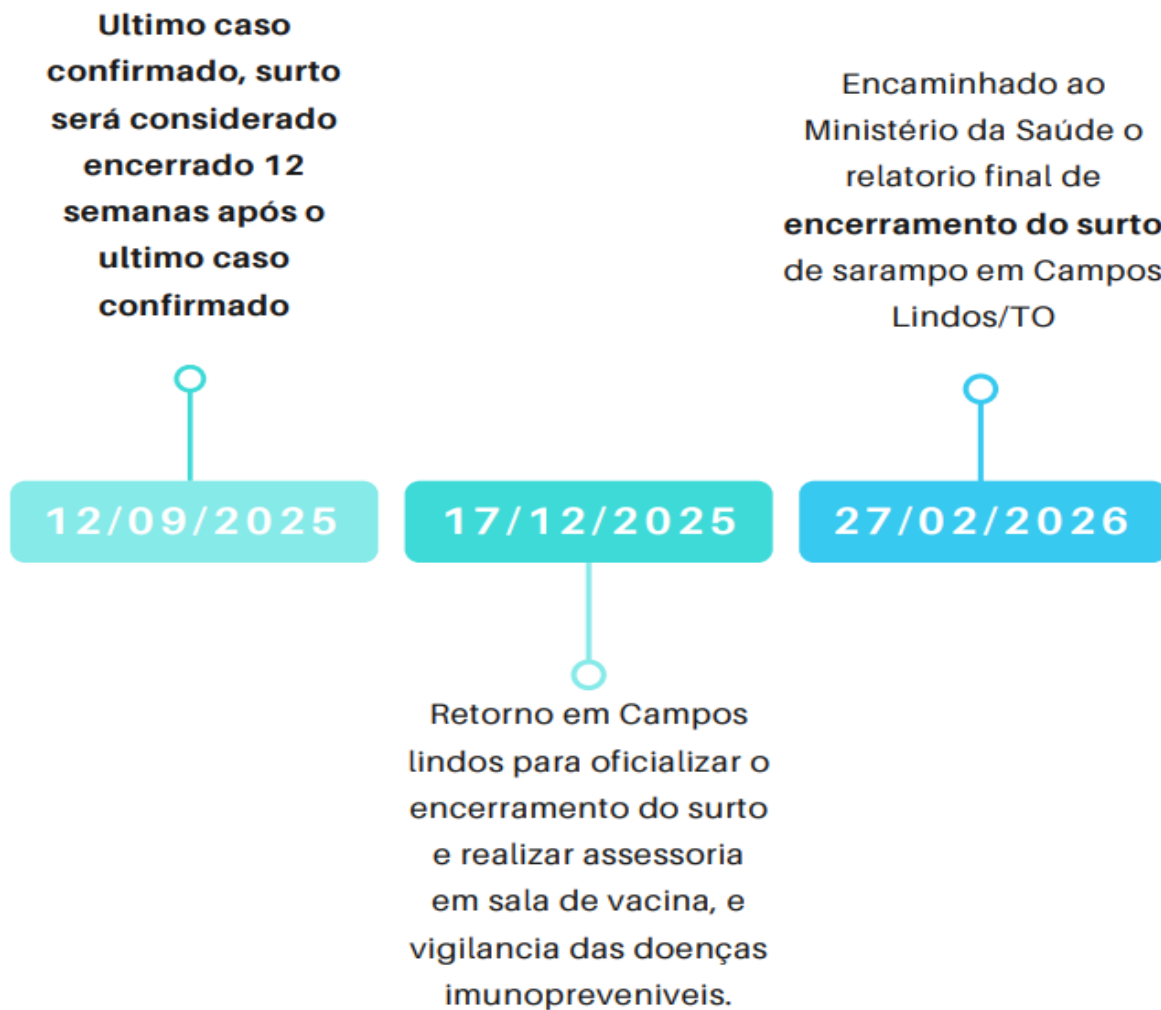 Ultimo caso
confirmado, surto
será considerado
encerrado 12
semanas após o
ultimo caso
confirmado
Encaminhado ao
Ministério da Saúde o
relatorio final de
encerramento do surto
de sarampo em Campos
Lindos/TO
12/09/2025
17/12/2025
27/02/2026
Retorno em Campos
lindos para oficializar o
encerramento do surto
e realizar assessoria
em sala de vacina, e
vigilancia das doenças
imunopreveniveis.